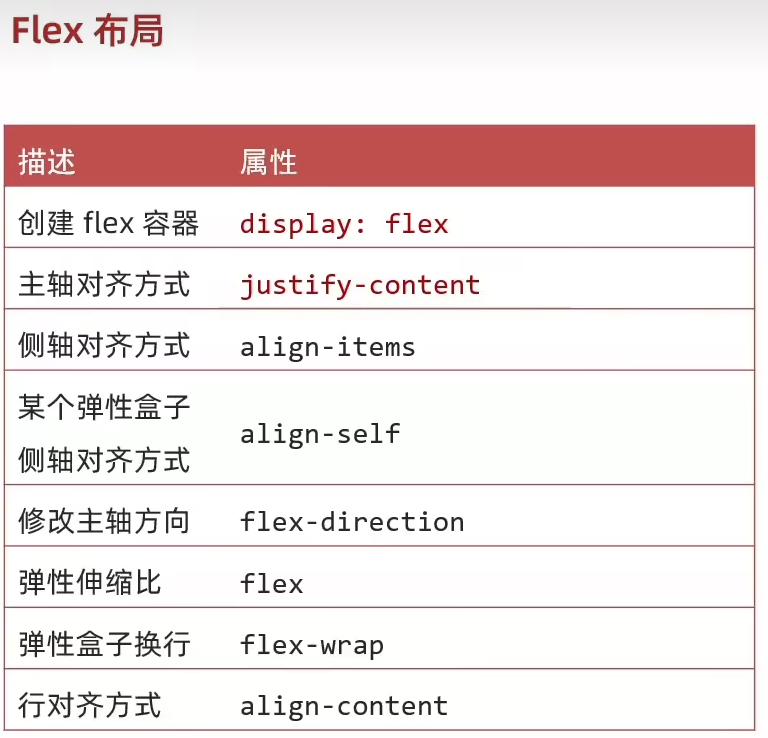 Flex 布局
描述 属性
创建 flex 容器 display: flex
主轴对齐方式 justify-content
侧轴对齐方式 align-items
某个弹性盒子
侧轴对齐方式 align-self
修改主轴方向 flex-direction
弹性伸缩比 flex
弹性盒子换行 flex-wrap
行对齐方式 align-content